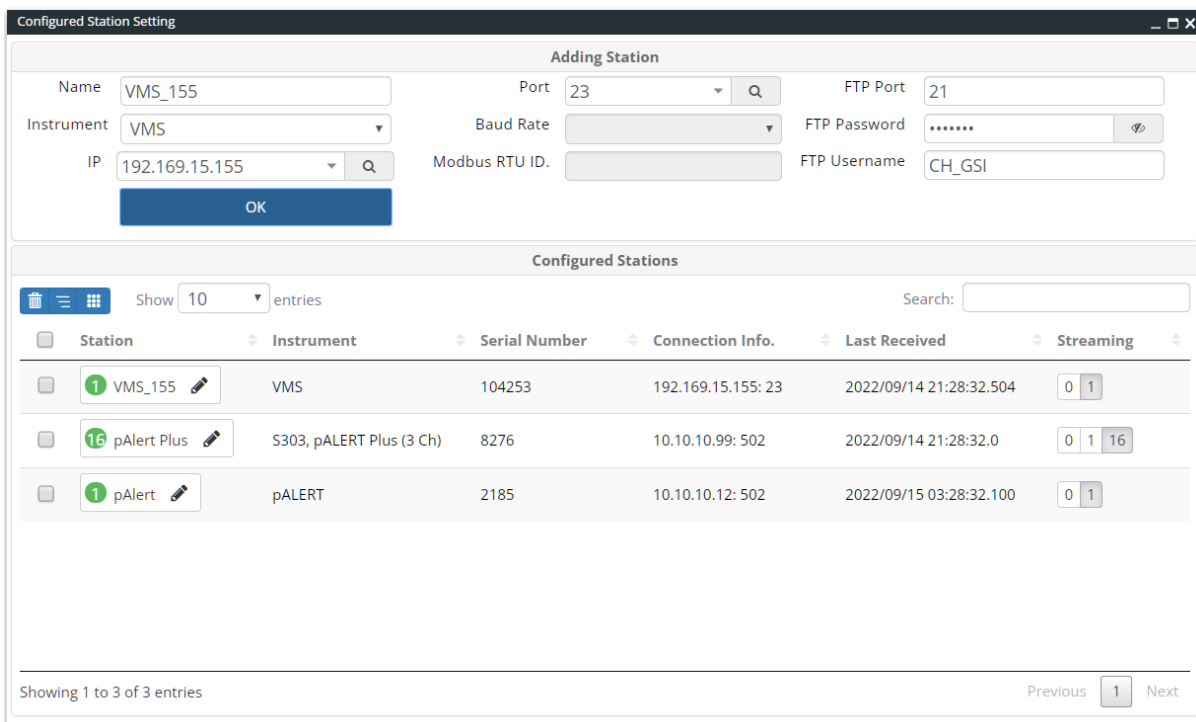 Configured Station Setting
Adding Station
Name VMS_155 Port 23 FTP Port 21
Instrument VMS Baud Rate FTP Password •••••••
IP 192.169.15.155 Modbus RTU ID. FTP Username CH_GSI
OK
Configured Stations
Show 10 entries Search:
Station Instrument Serial Number Connection Info. Last Received Streaming
1 VMS_155 VMS 104253 192.169.15.155: 23 2022/09/14 21:28:32.504 0 1
16 pAlert Plus S303, pALERT Plus (3 Ch) 8276 10.10.10.99: 502 2022/09/14 21:28:32.0 0 1 16
1 pAlert pALERT 2185 10.10.10.12: 502 2022/09/15 03:28:32.100 0 1
Showing 1 to 3 of 3 entries Previous 1 Next